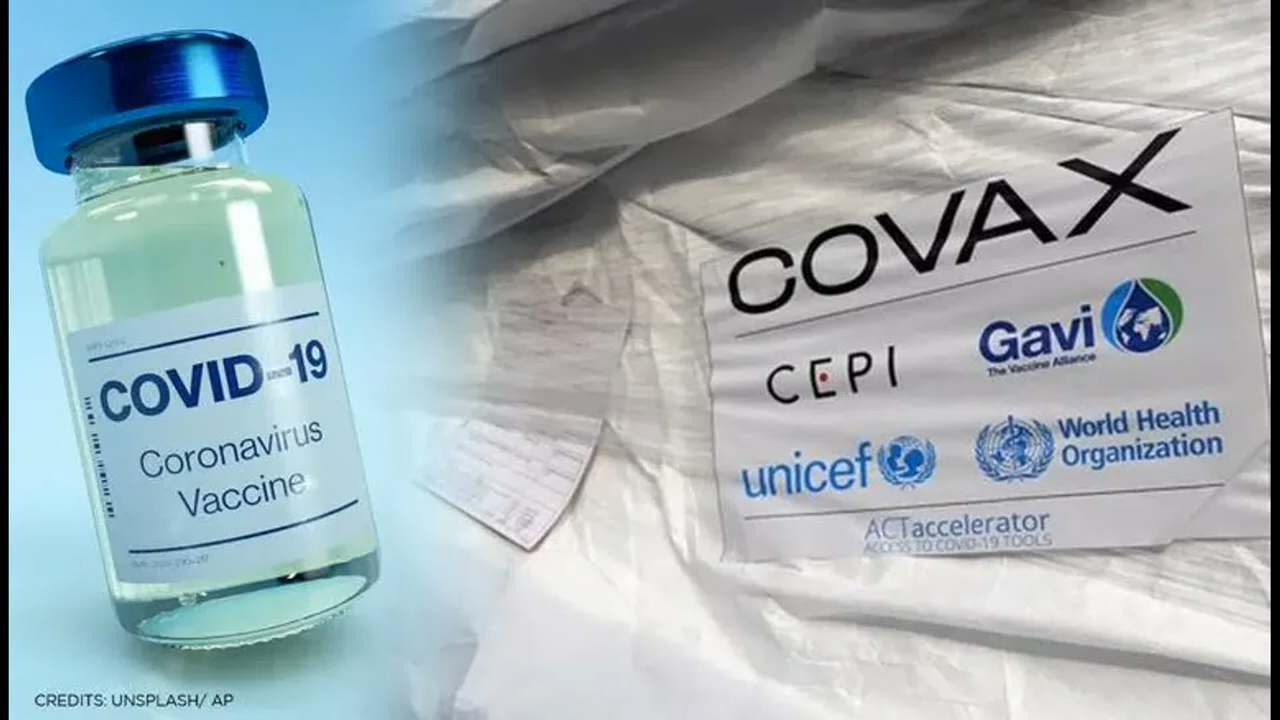 COVID-19
Coronavirus
Vaccine
CREDITS: UNSPLASH/ AP
COVAX
CEPI
Gavi
The Vaccine Alliance
unicef
World Health
Organization
ACTaccelerator
ACCESS TO COVID-19 TOOLS